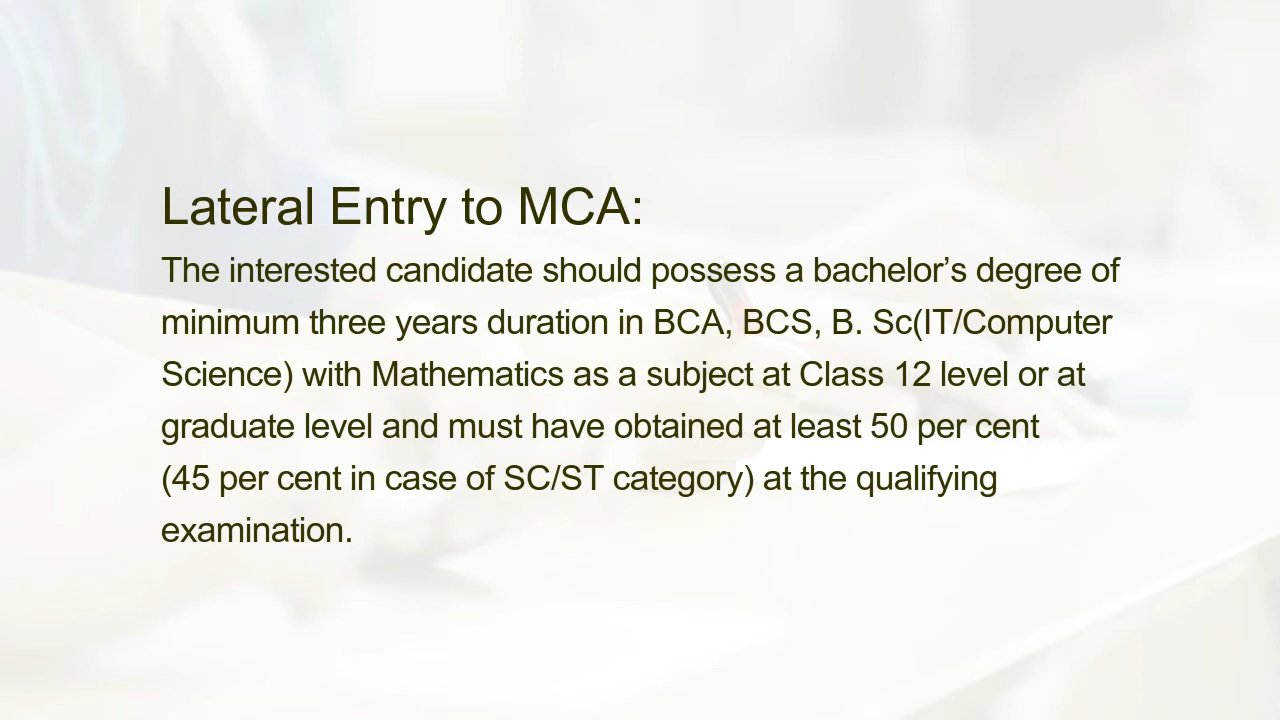 Lateral Entry to MCA:
The interested candidate should possess a bachelor’s degree of
minimum three years duration in BCA, BCS, B. Sc(IT/Computer
Science) with Mathematics as a subject at Class 12 level or at
graduate level and must have obtained at least 50 per cent
(45 per cent in case of SC/ST category) at the qualifying
examination.